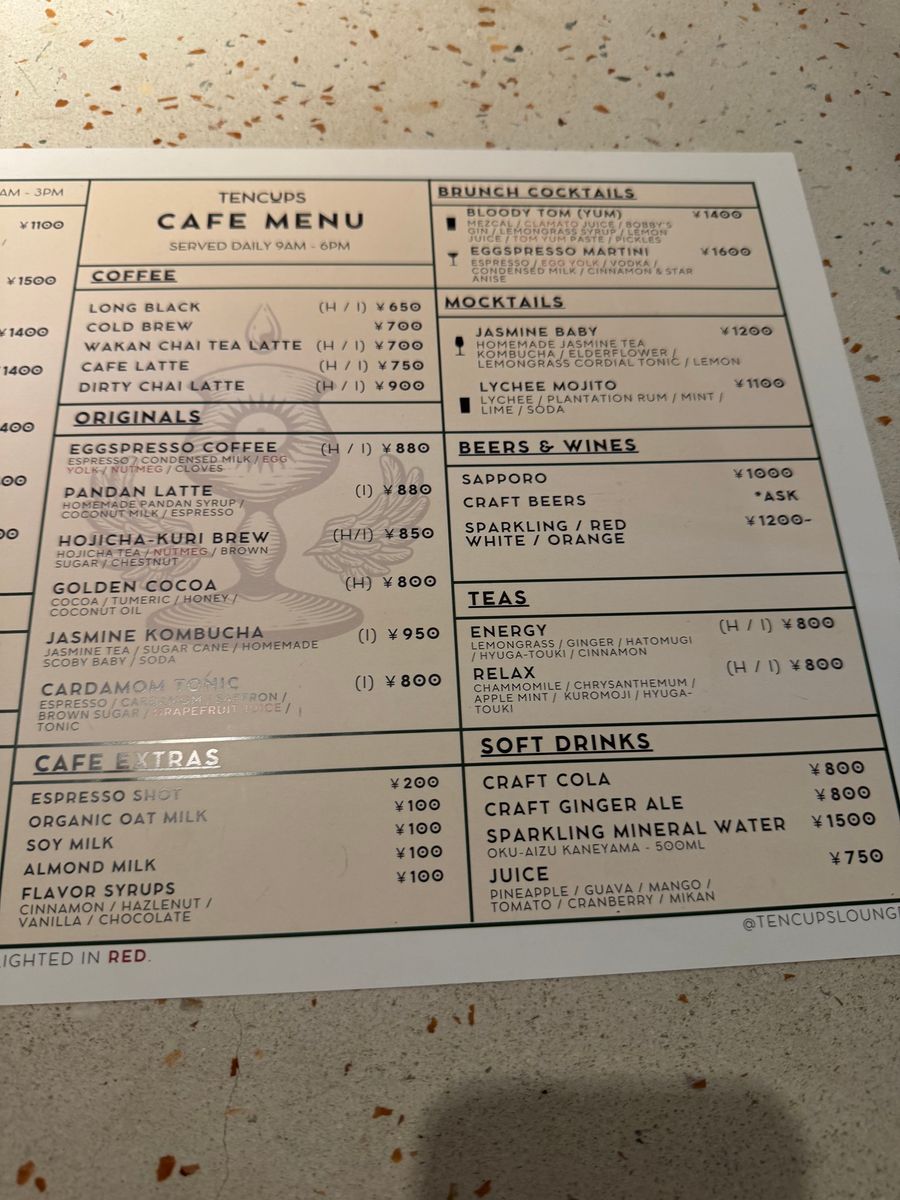 AM - 3PM
¥1100
/
¥1500
¥1400
1400
400
00
00
TENCUPS
CAFE MENU
SERVED DAILY 9AM - 6PM
COFFEE
LONG BLACK (H / I) ¥650
COLD BREW ¥700
WAKAN CHAI TEA LATTE (H / I) ¥700
CAFE LATTE (H / I) ¥750
DIRTY CHAI LATTE (H / I) ¥900
ORIGINALS
EGGSPRESSO COFFEE (H / I) ¥880
ESPRESSO / CONDENSED MILK / EGG
YOLK / NUTMEG / CLOVES
PANDAN LATTE (I) ¥880
HOMEMADE PANDAN SYRUP /
COCONUT MILK / ESPRESSO
HOJICHA-KURI BREW (H/I) ¥850
HOJICHA TEA / NUTMEG / BROWN
SUGAR / CHESTNUT
GOLDEN COCOA (H) ¥800
COCOA / TUMERIC / HONEY /
COCONUT OIL
JASMINE KOMBUCHA (I) ¥950
JASMINE TEA / SUGAR CANE / HOMEMADE
SCOBY BABY / SODA
CARDAMOM TONIC (I) ¥800
ESPRESSO / CARDAMOM / SAFFRON /
BROWN SUGAR / GRAPEFRUIT JUICE /
TONIC
CAFE EXTRAS
ESPRESSO SHOT ¥200
ORGANIC OAT MILK ¥100
SOY MILK ¥100
ALMOND MILK ¥100
FLAVOR SYRUPS ¥100
CINNAMON / HAZLENUT /
VANILLA / CHOCOLATE
BRUNCH COCKTAILS
BLOODY TOM (YUM) ¥1400
MEZCAL / CLAMATO JUICE / BOBBY'S
GIN / LEMONGRASS SYRUP / LEMON
JUICE / TOM YUM PASTE / PICKLES
EGGSPRESSO MARTINI ¥1600
ESPRESSO / EGG YOLK / VODKA /
CONDENSED MILK / CINNAMON & STAR
ANISE
MOCKTAILS
JASMINE BABY ¥1200
HOMEMADE JASMINE TEA
KOMBUCHA / ELDERFLOWER /
LEMONGRASS CORDIAL TONIC / LEMON
LYCHEE MOJITO ¥1100
LYCHEE / PLANTATION RUM / MINT /
LIME / SODA
BEERS & WINES
SAPPORO ¥1000
CRAFT BEERS *ASK
SPARKLING / RED ¥1200-
WHITE / ORANGE
TEAS
ENERGY (H / I) ¥800
LEMONGRASS / GINGER / HATOMUGI
/ HYUGA-TOUKI / CINNAMON
RELAX (H / I) ¥800
CHAMMOMILE / CHRYSANTHEMUM /
APPLE MINT / KUROMOJI / HYUGA-
TOUKI
SOFT DRINKS
CRAFT COLA ¥800
CRAFT GINGER ALE ¥800
SPARKLING MINERAL WATER ¥1500
OKU-AIZU KANEYAMA - 500ML
JUICE ¥750
PINEAPPLE / GUAVA / MANGO /
TOMATO / CRANBERRY / MIKAN
IGHTED IN RED.
@TENCUPSLOUNGE